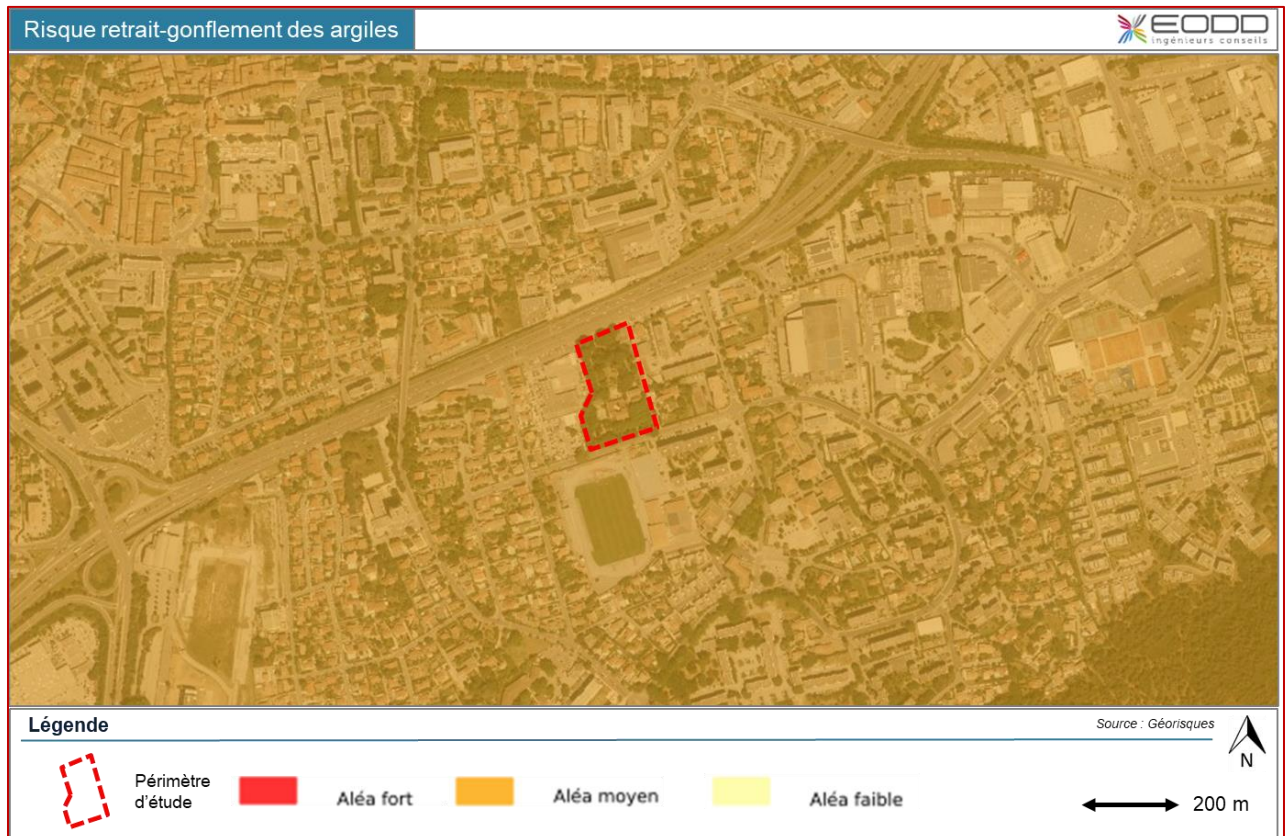 Risque retrait-gonflement des argiles
EODD
ingénieurs conseils
Légende
Source : Géorisques
Périmètre
d'étude
Aléa fort
Aléa moyen
Aléa faible
N
200 m